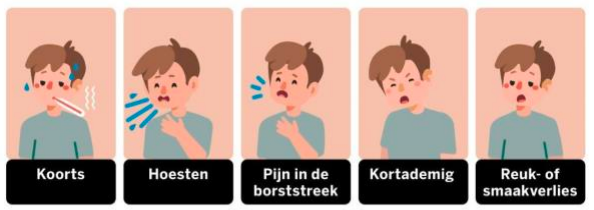 Koorts
Hoesten
Pijn in de
borststreek
Kortademig
Reuk- of
smaakverlies